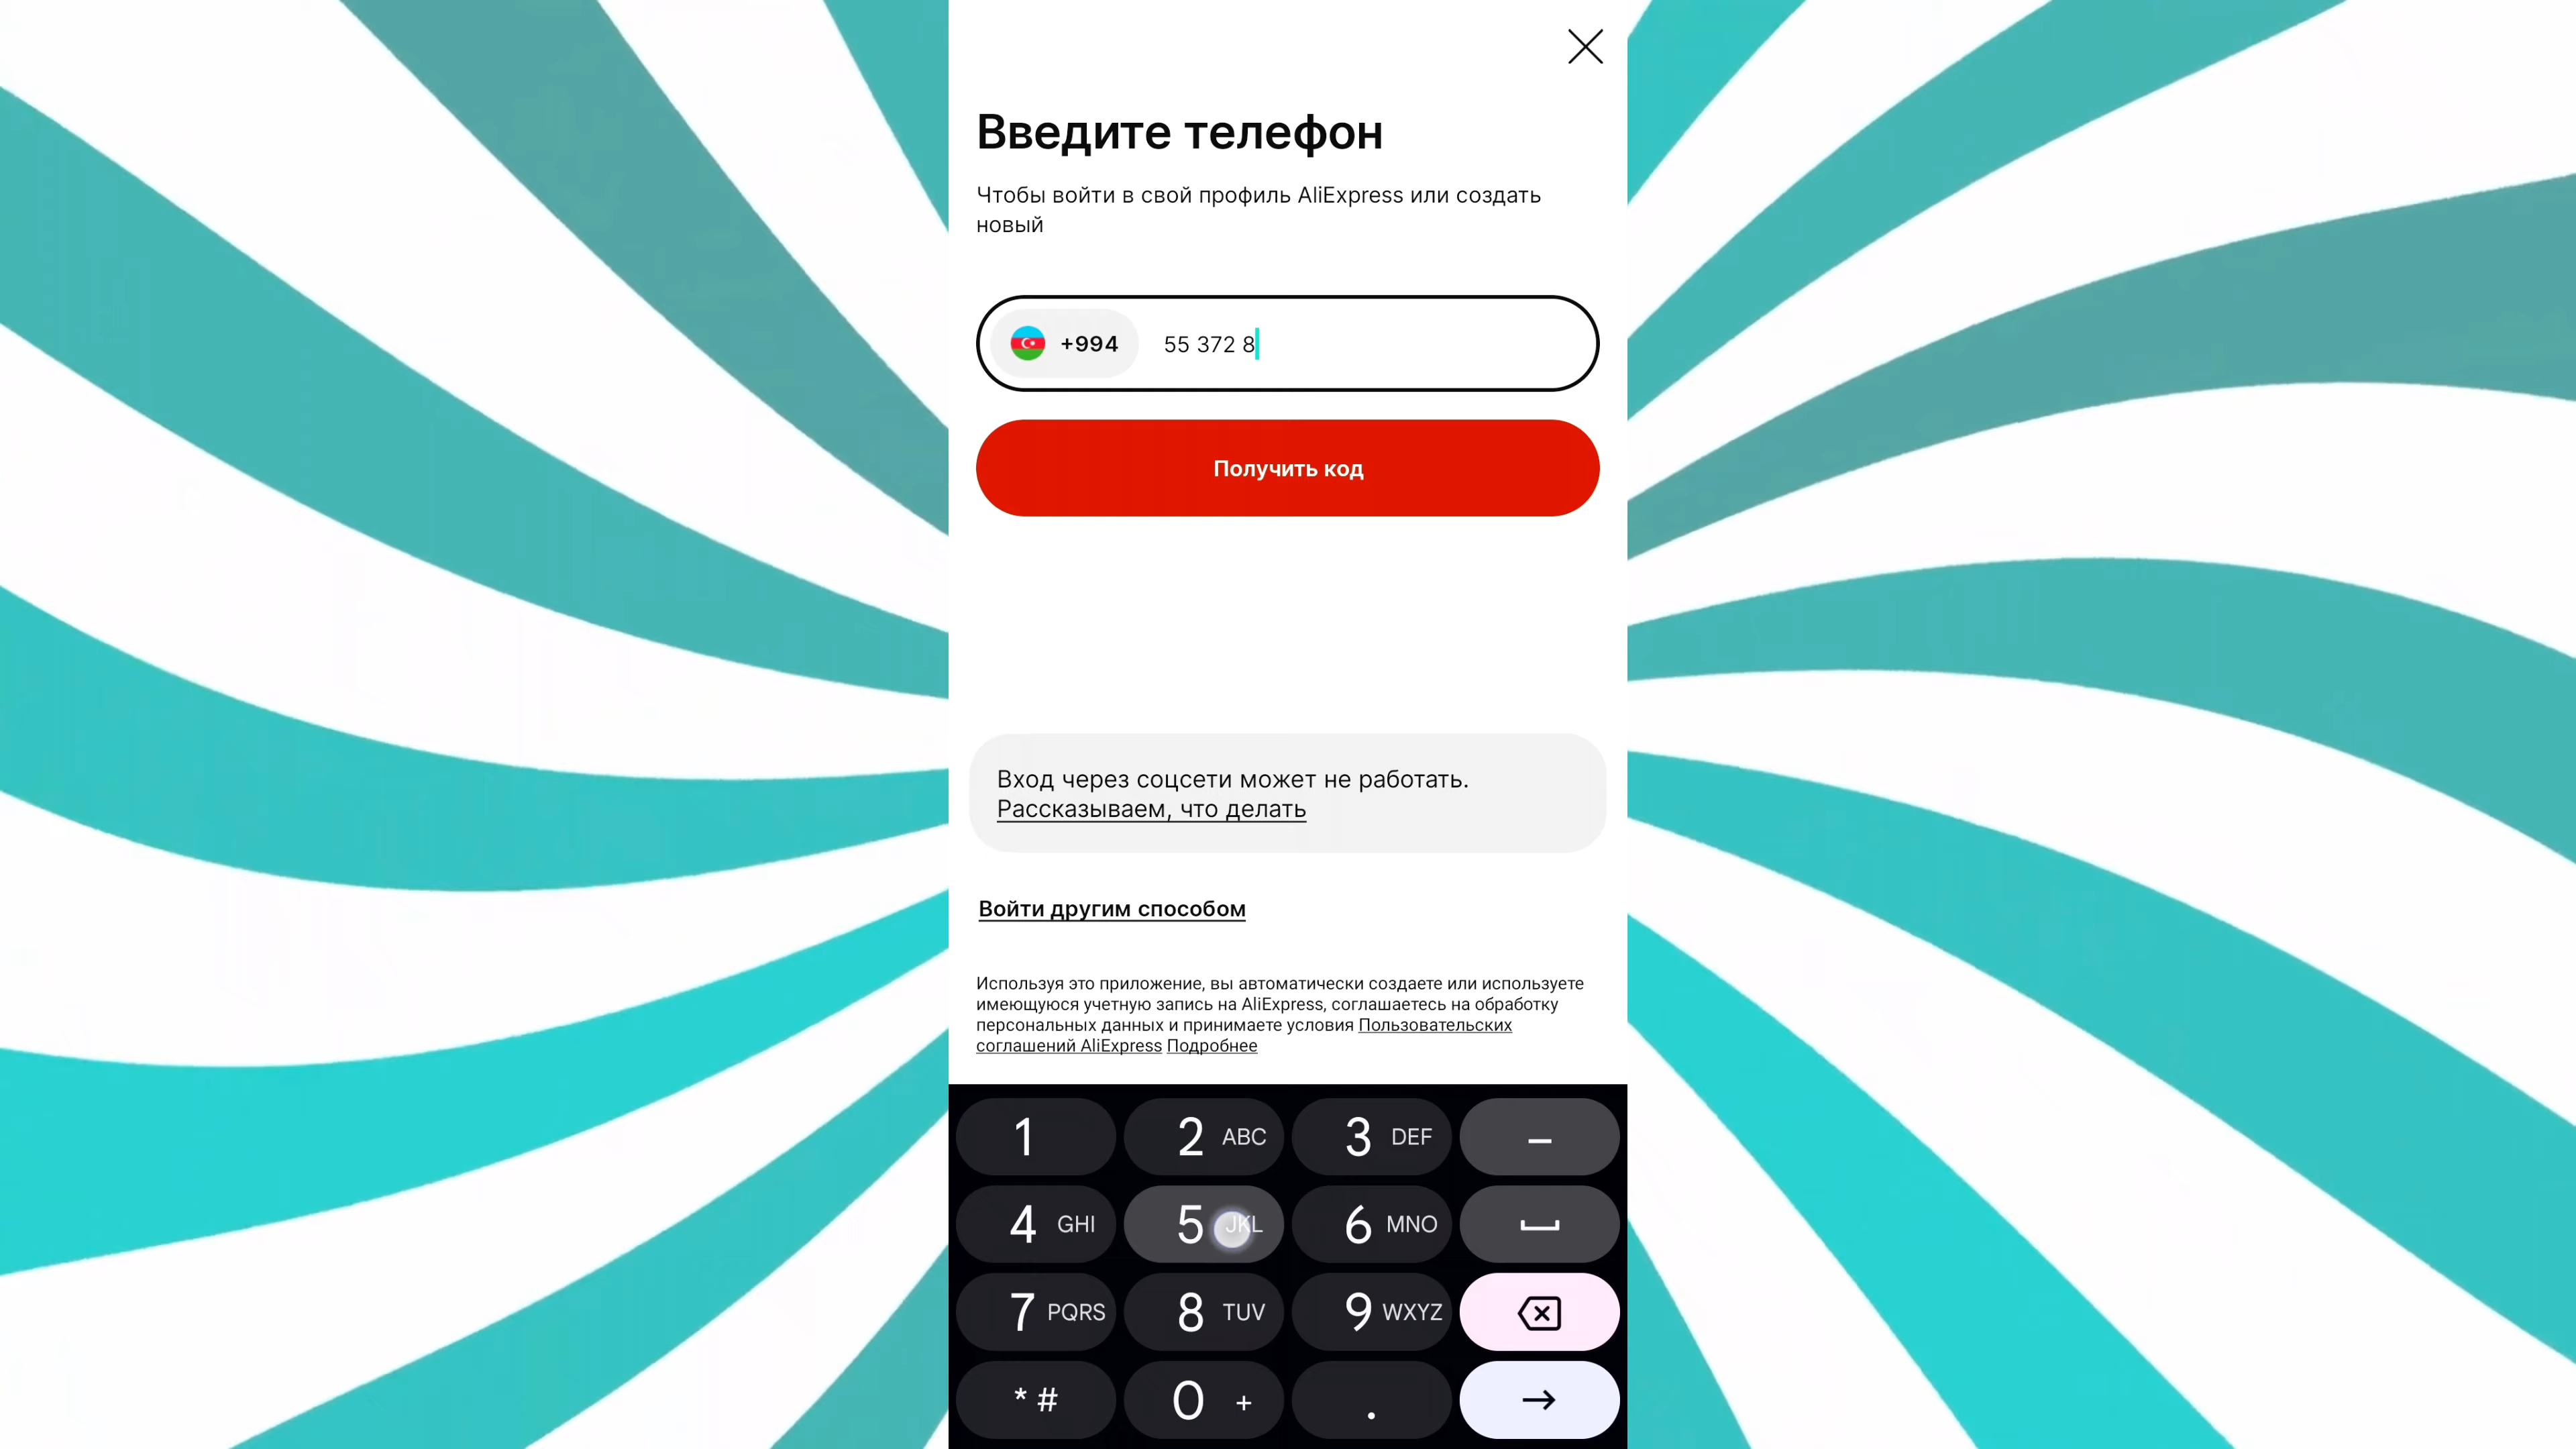 Введите телефон
Чтобы войти в свой профиль AliExpress или создать
новый
+994 55 372 8
Получить код
Вход через соцсети может не работать.
Рассказываем, что делать
Войти другим способом
Используя это приложение, вы автоматически создаете или используете
имеющуюся учетную запись на AliExpress, соглашаетесь на обработку
персональных данных и принимаете условия Пользовательских
соглашений AliExpress Подробнее
1 2 ABC 3 DEF –
4 GHI 5 JKL 6 MNO
7 PQRS 8 TUV 9 WXYZ
* # 0 + .